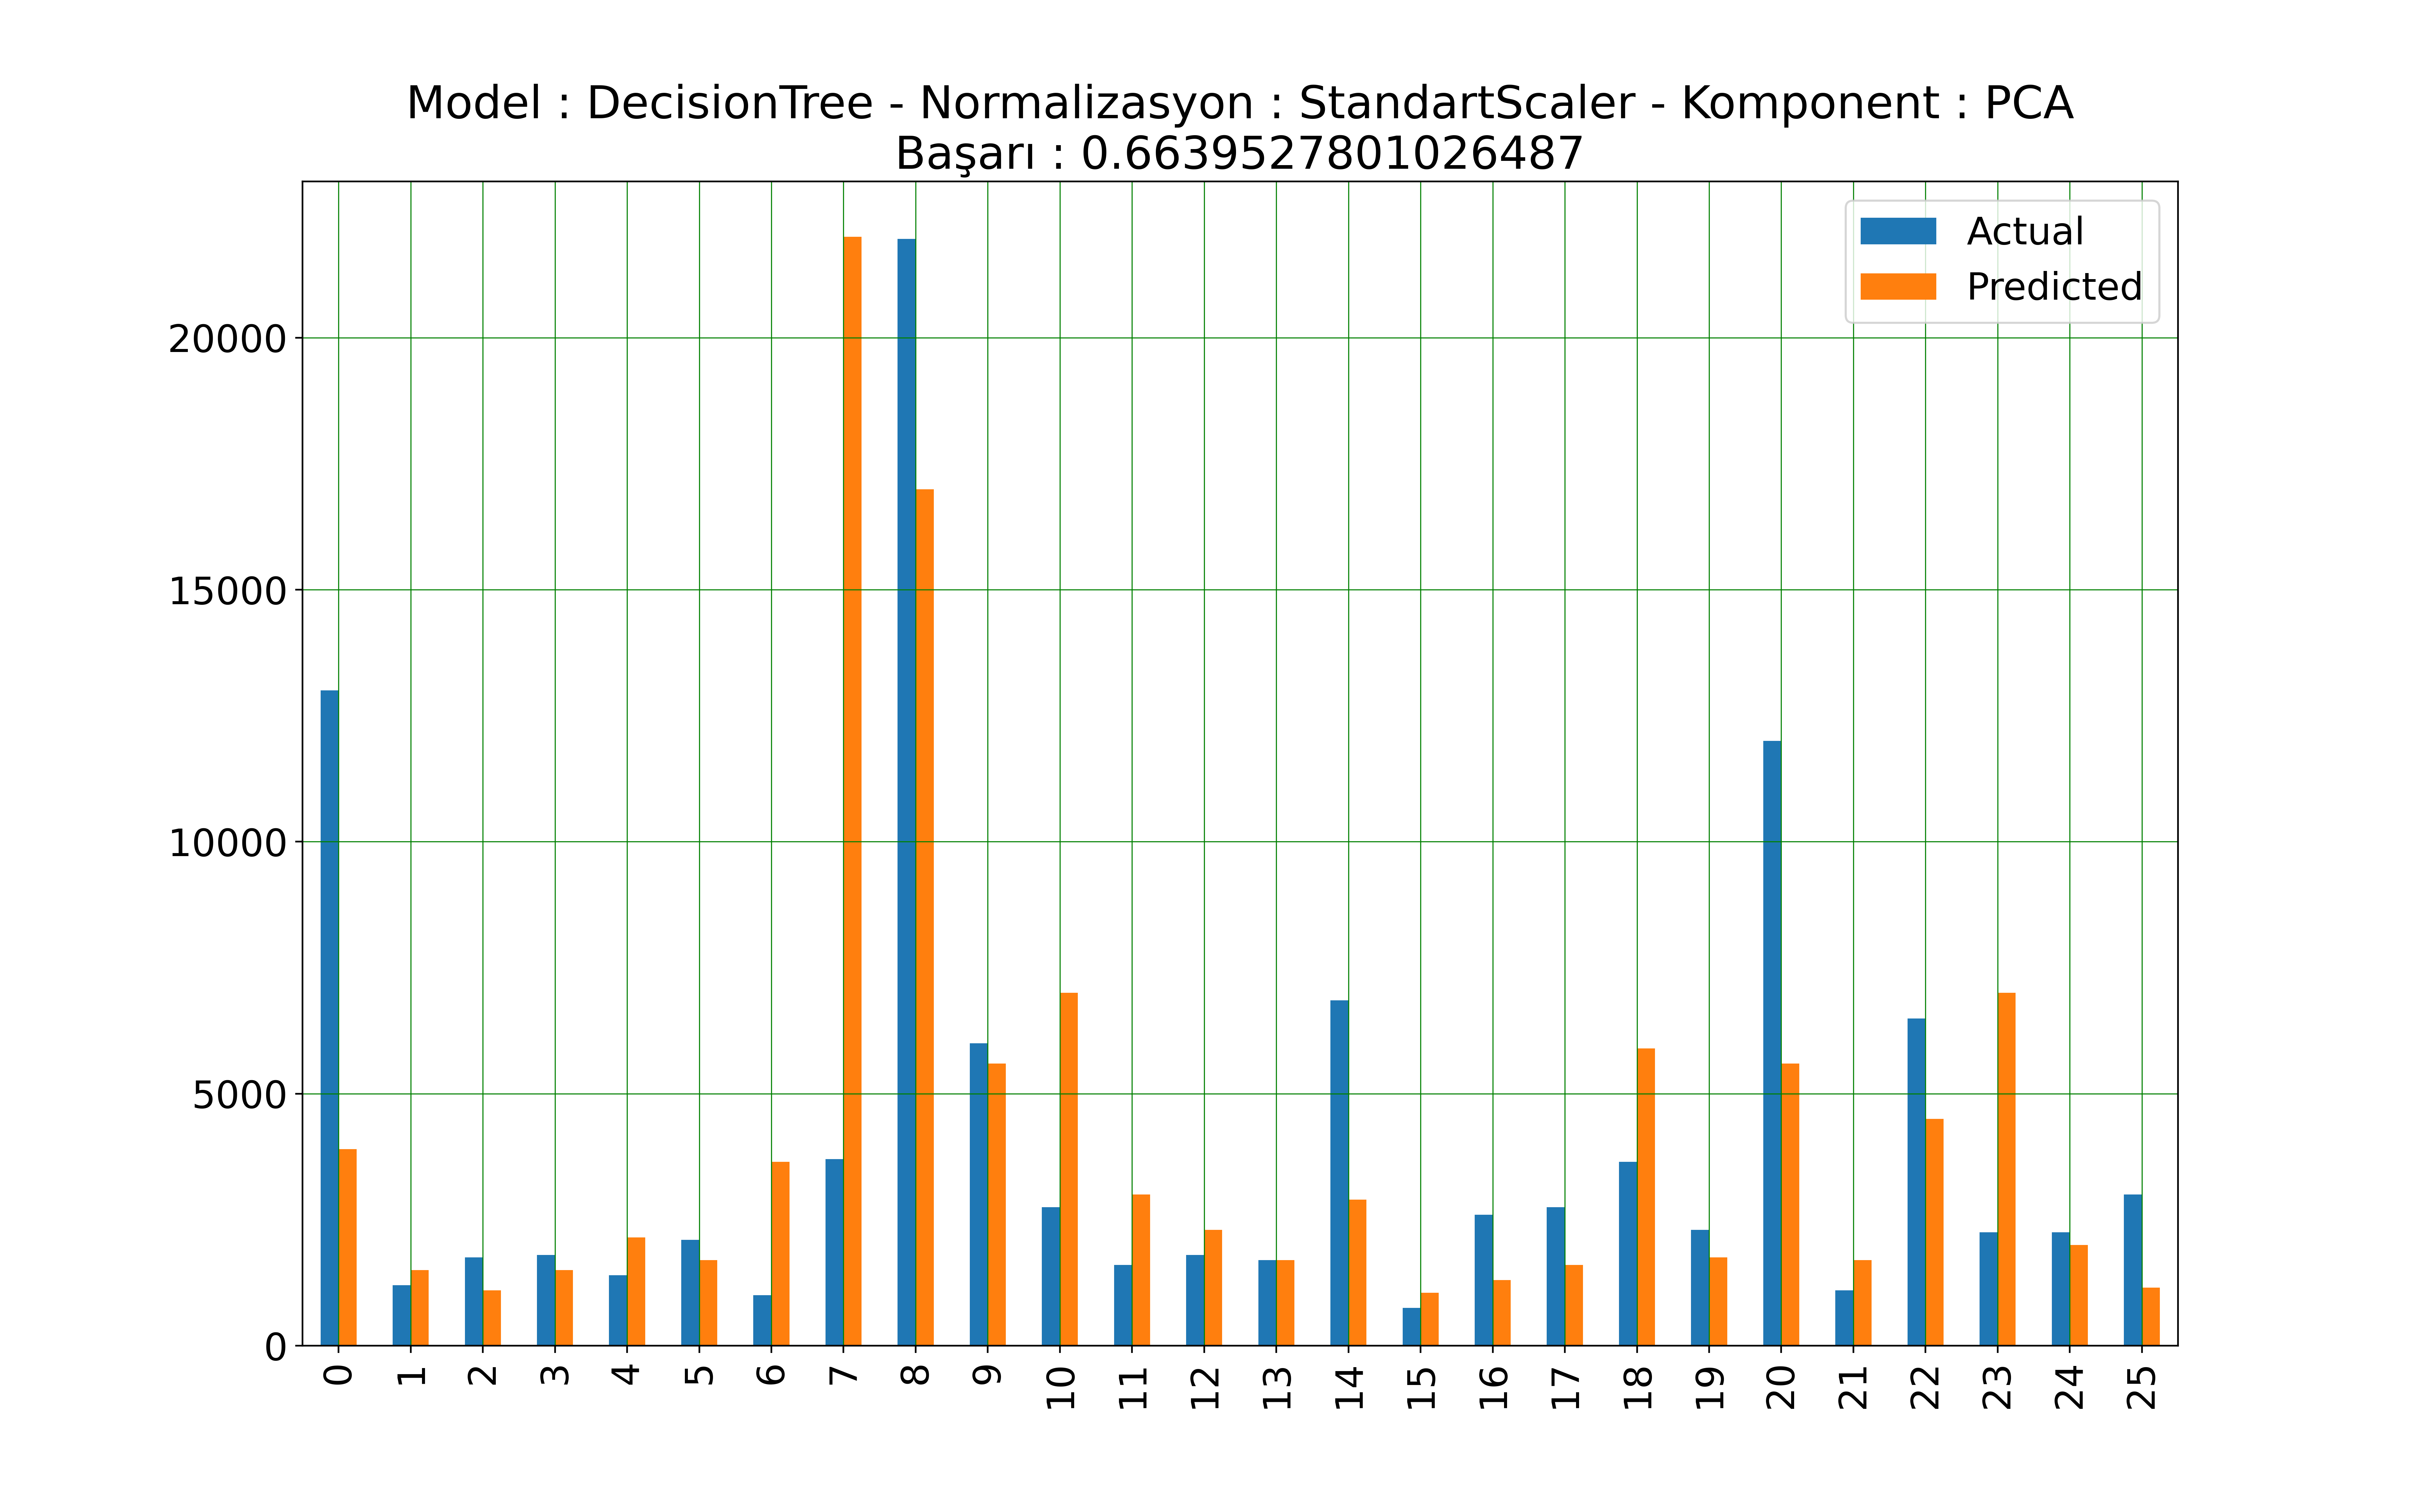 Model : DecisionTree - Normalizasyon : StandartScaler - Komponent : PCA
Başarı : 0.6639527801026487
Actual
Predicted
20000
15000
10000
5000
0
0 1 2 3 4 5 6 7 8 9 10 11 12 13 14 15 16 17 18 19 20 21 22 23 24 25